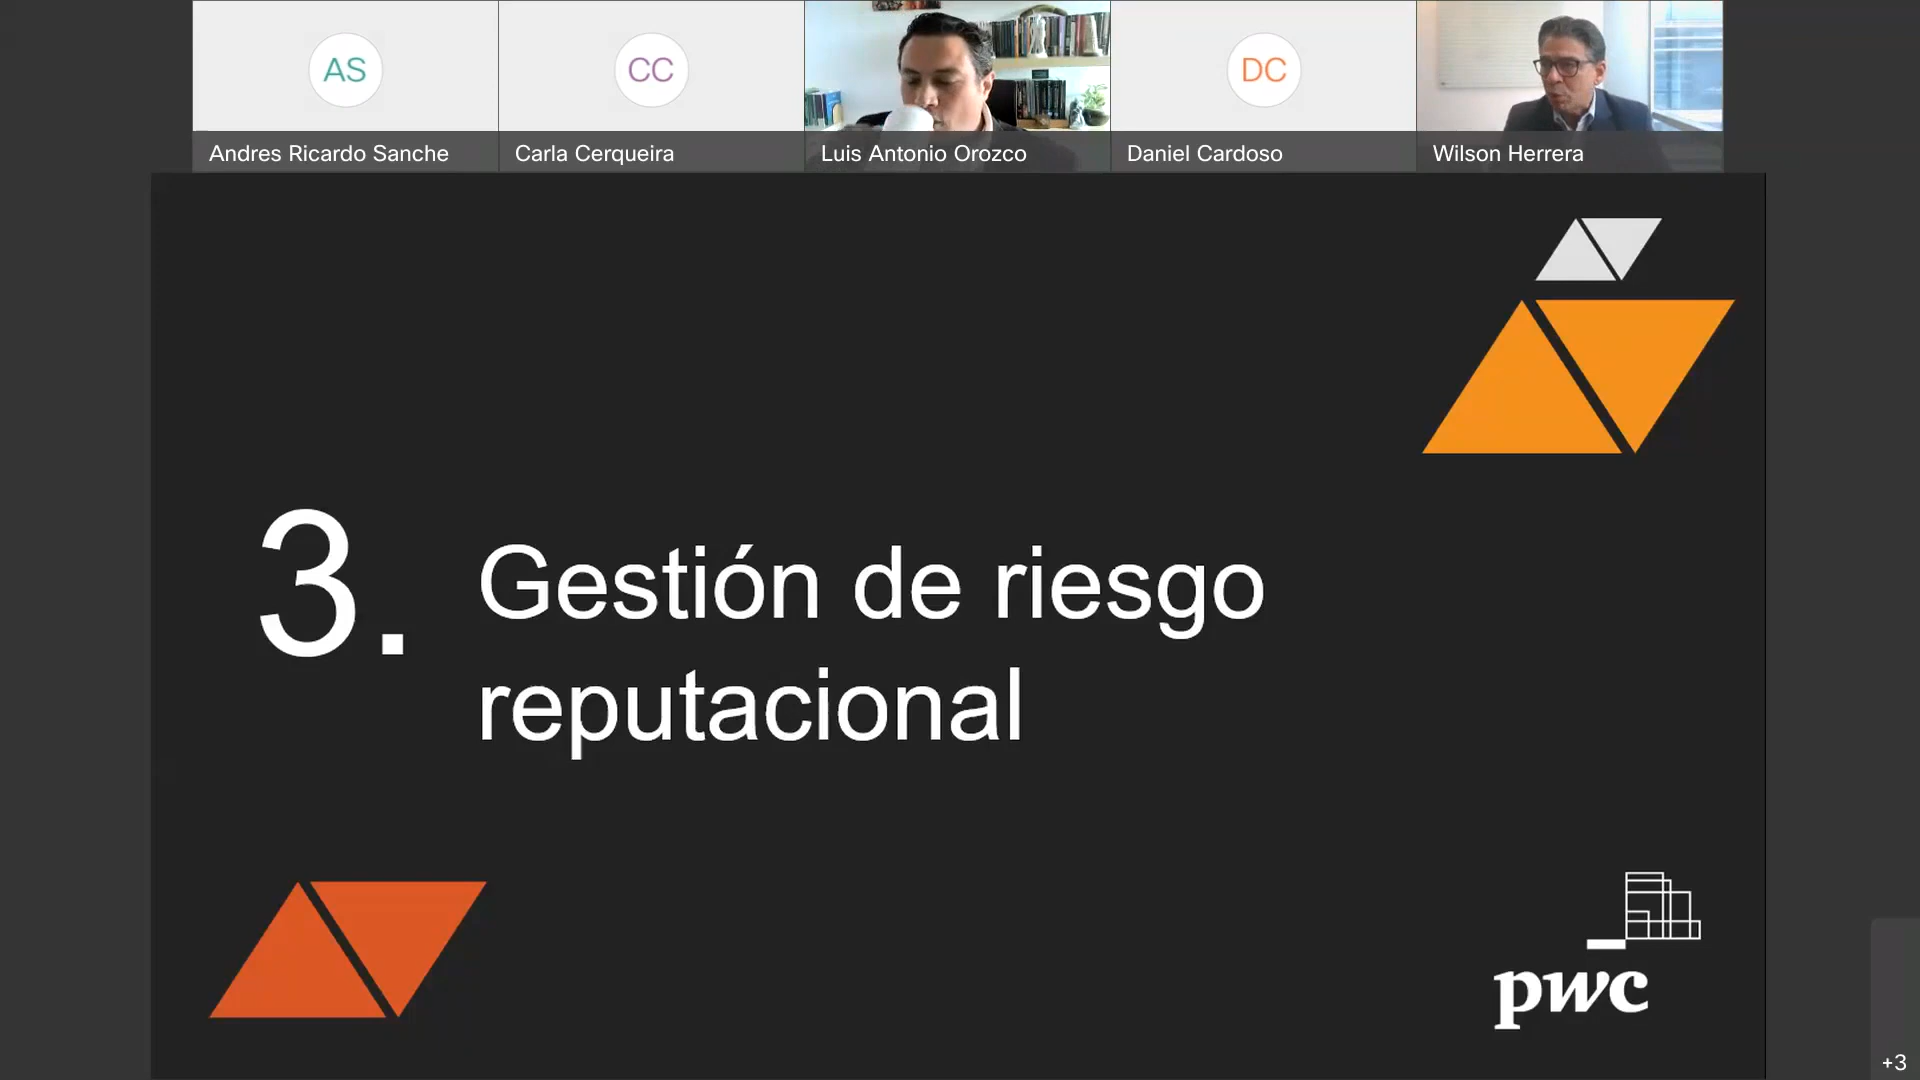 AS
CC
DC
Andres Ricardo Sanche
Carla Cerqueira
Luis Antonio Orozco
Daniel Cardoso
Wilson Herrera
3.
Gestión de riesgo
reputacional
pwc
+3